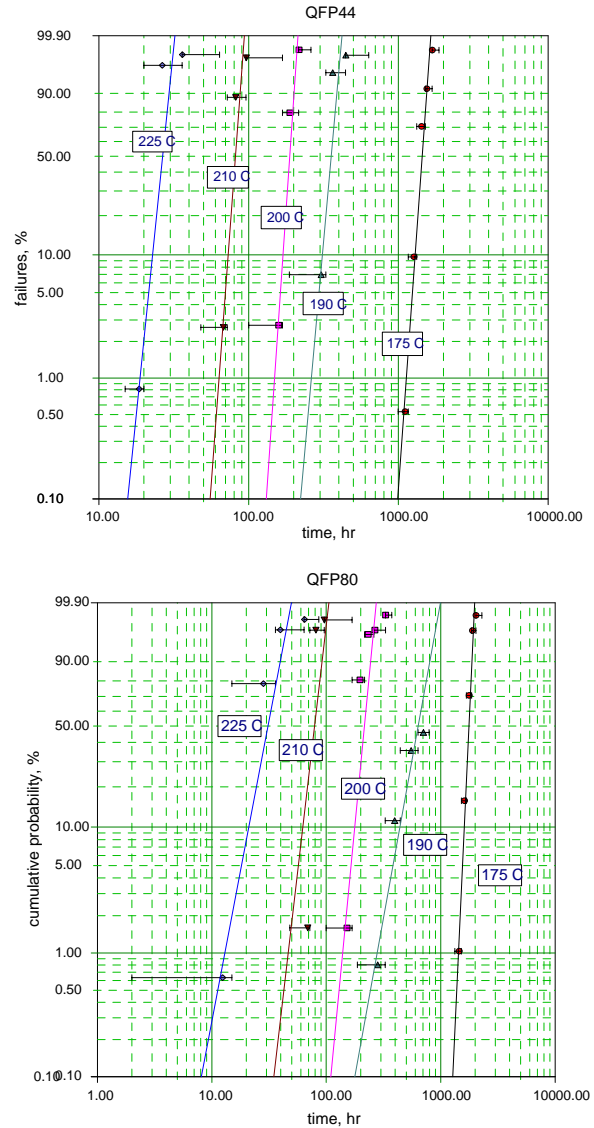 QFP44
99.90
90.00
225 C
50.00
210 C
200 C
failures, %
10.00
5.00
190 C
175 C
1.00
0.50
0.10
10.00 100.00 1000.00 10000.00
time, hr
QFP80
99.90
90.00
225 C
50.00
210 C
200 C
cumulative probability, %
10.00
190 C
5.00
175 C
1.00
0.50
0.10 0.10
1.00 10.00 100.00 1000.00 10000.00
time, hr